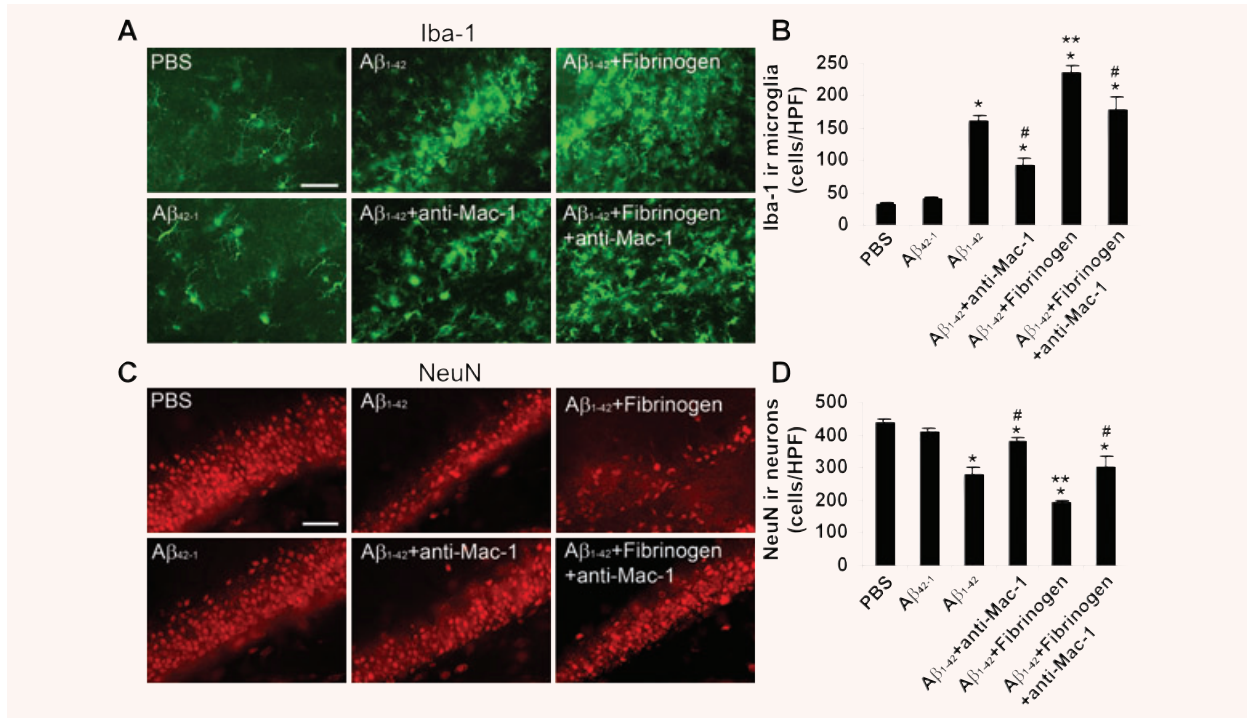 A
Iba-1
PBS
Aβ1-42
Aβ1-42+Fibrinogen
Aβ42-1
Aβ1-42+anti-Mac-1
Aβ1-42+Fibrinogen
+anti-Mac-1
B
Iba-1 ir microglia
(cells/HPF)
250
200
150
100
50
0
*
#
*
**
*
#
*
PBS
Aβ42-1
Aβ1-42
Aβ1-42+anti-Mac-1
Aβ1-42+Fibrinogen
Aβ1-42+Fibrinogen
+anti-Mac-1
C
NeuN
PBS
Aβ1-42
Aβ1-42+Fibrinogen
Aβ42-1
Aβ1-42+anti-Mac-1
Aβ1-42+Fibrinogen
+anti-Mac-1
D
NeuN ir neurons
(cells/HPF)
500
400
300
200
100
0
*
#
*
**
*
#
*
PBS
Aβ42-1
Aβ1-42
Aβ1-42+anti-Mac-1
Aβ1-42+Fibrinogen
Aβ1-42+Fibrinogen
+anti-Mac-1